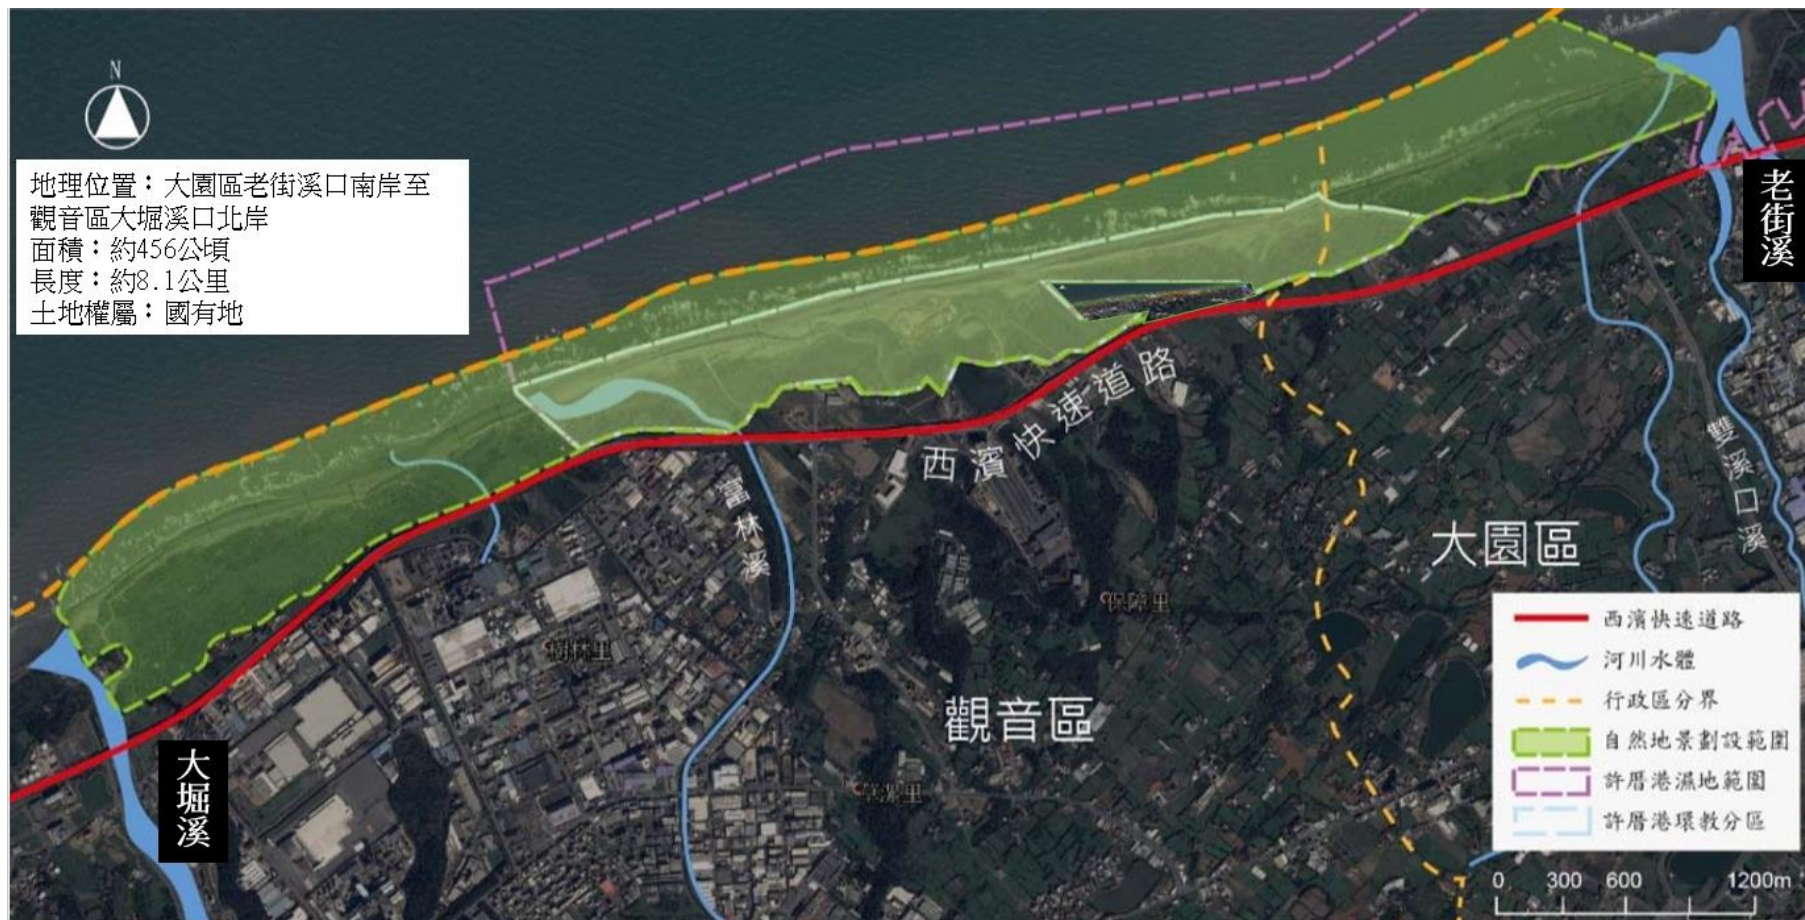 N
地理位置：大園區老街溪口南岸至
觀音區大堀溪口北岸
面積：約456公頃
長度：約8.1公里
土地權屬：國有地
老街溪
西濱快速道路
富林溪
雙溪口溪
大園區
保障里
樹林里
觀音區
草漯里
大堀溪
西濱快速道路
河川水體
行政區分界
自然地景劃設範圍
許厝港濕地範圍
許厝港環教分區
0 300 600 1200m